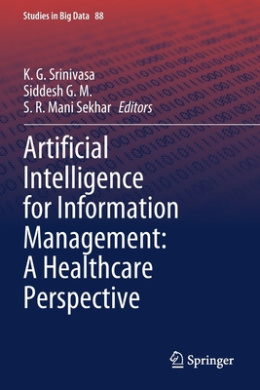 Studies in Big Data 88
K. G. Srinivasa
Siddesh G. M.
S. R. Mani Sekhar Editors
Artificial
Intelligence
for Information
Management:
A Healthcare
Perspective
Springer